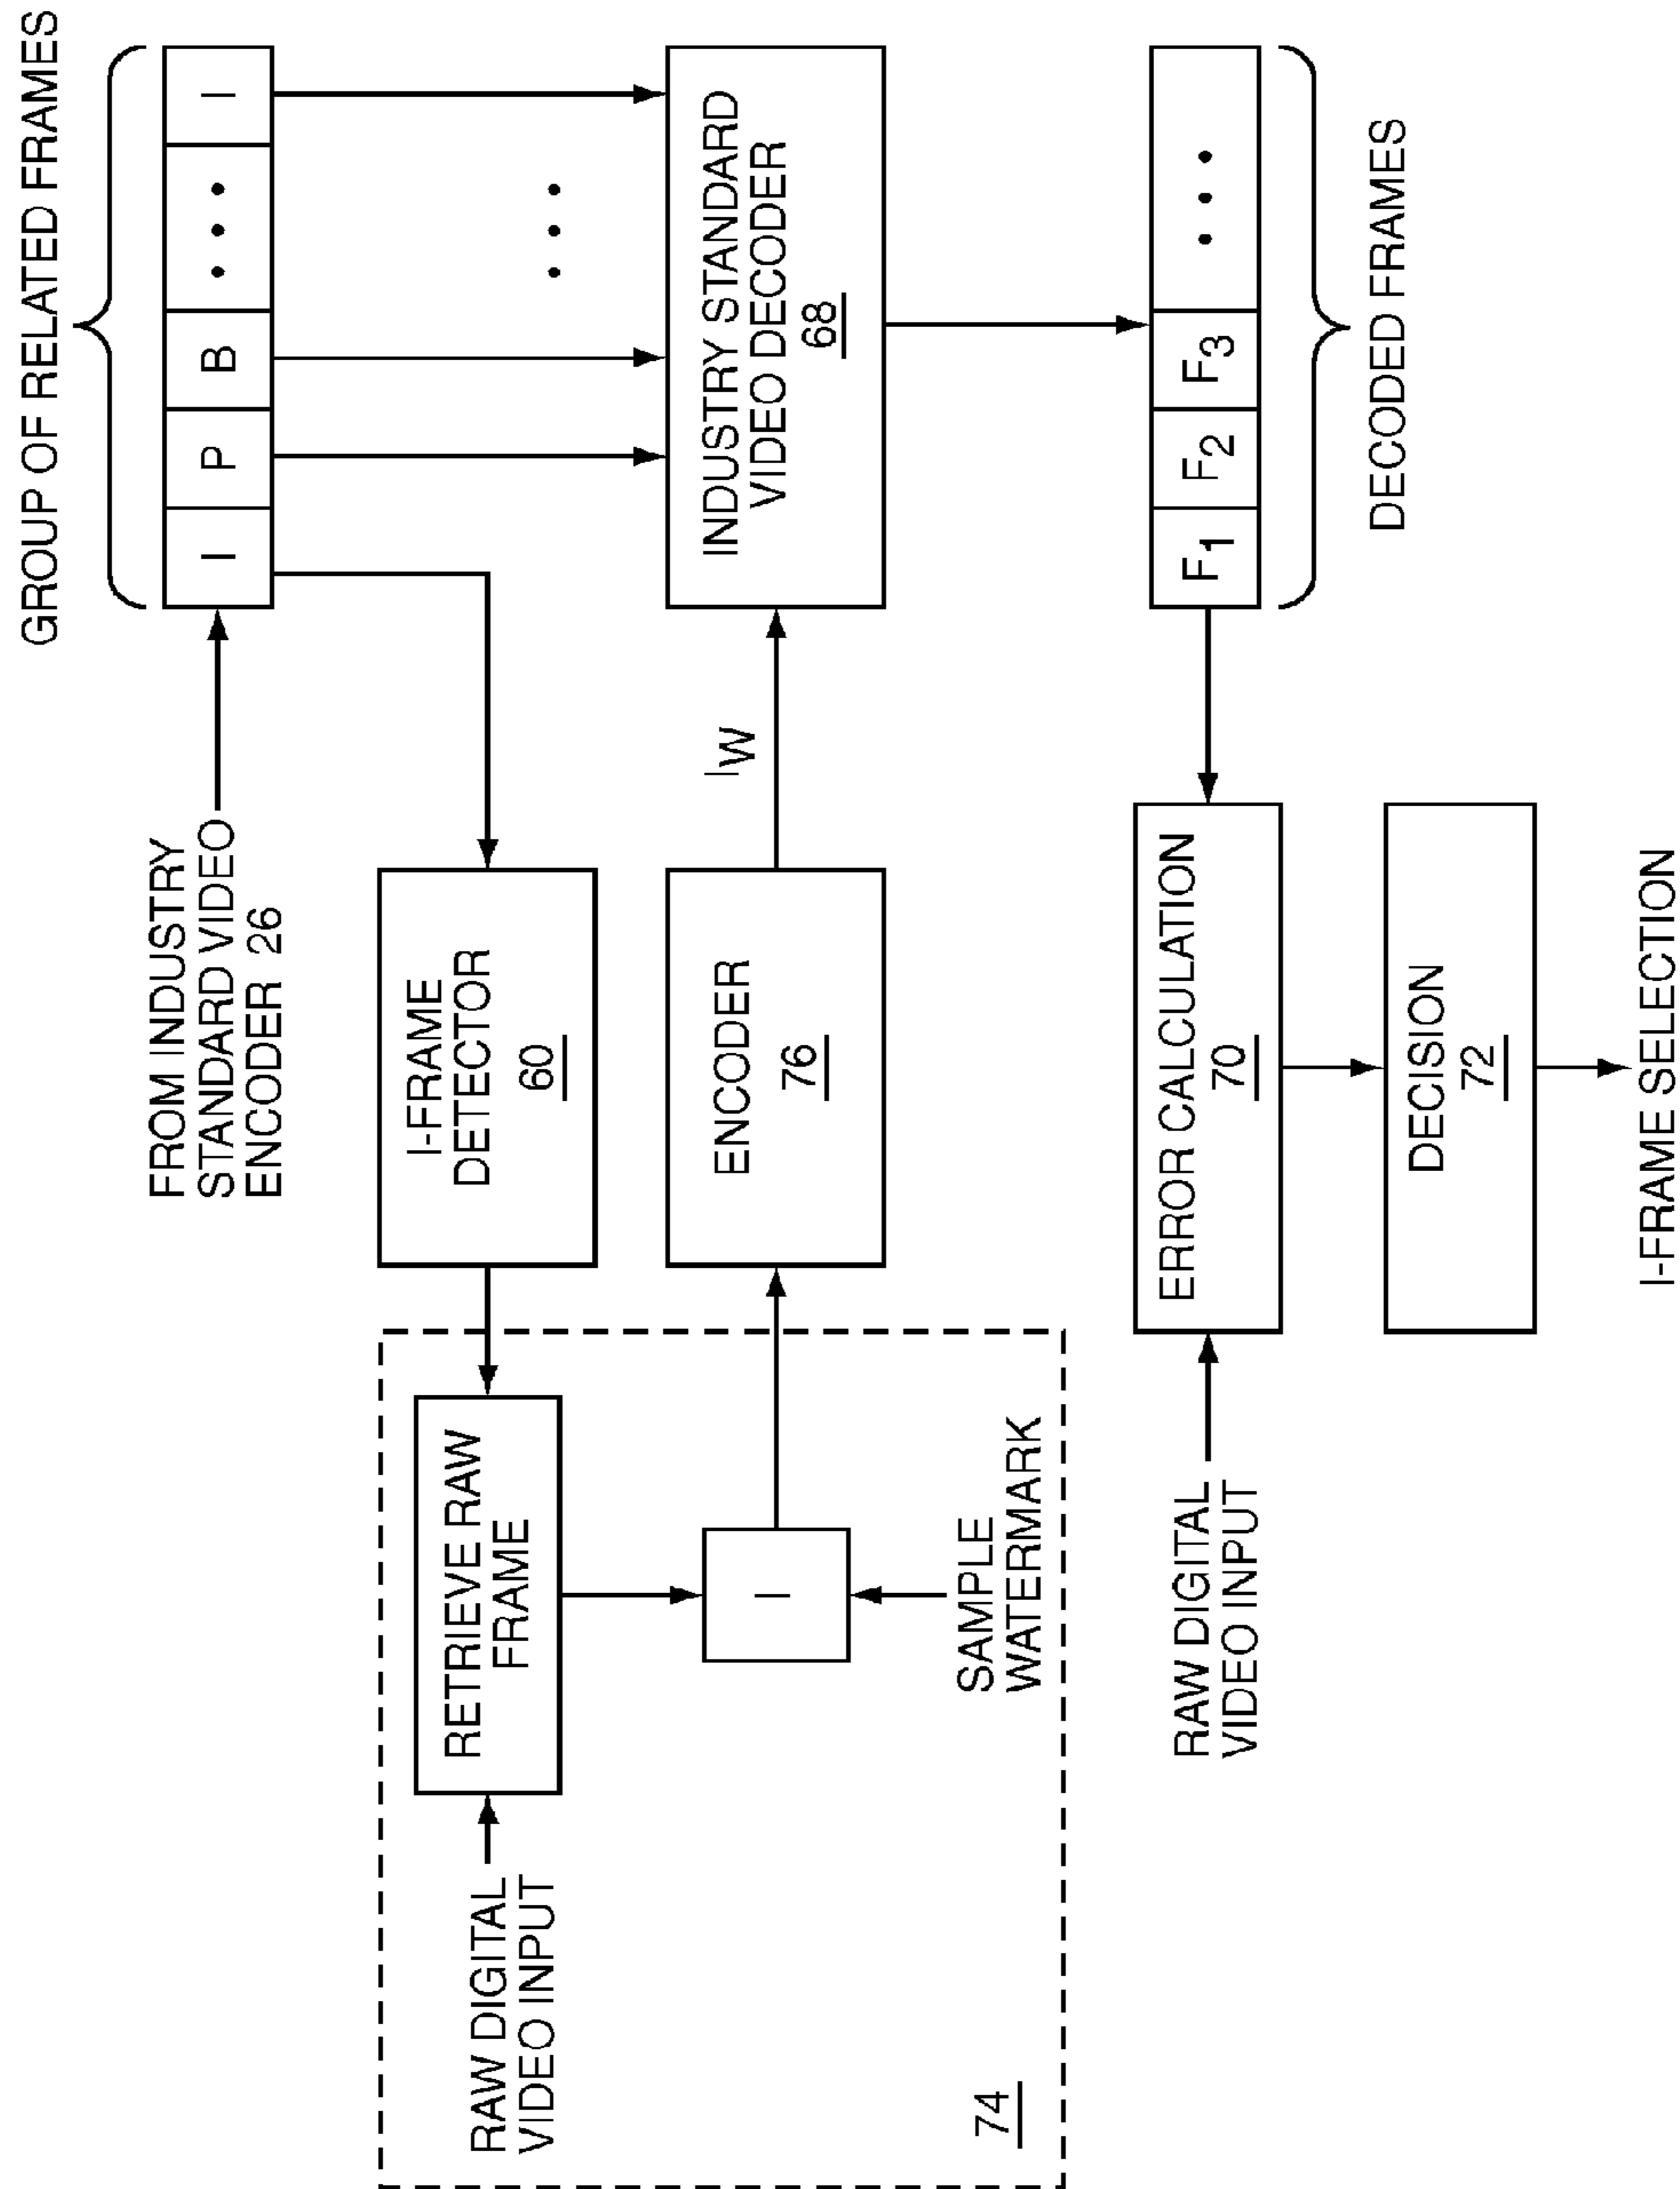 GROUP OF RELATED FRAMES
FROM INDUSTRY
STANDARD VIDEO
ENCODER 26
I P B • • • I
I-FRAME
DETECTOR
60
RAW DIGITAL
VIDEO INPUT
RETRIEVE RAW
FRAME
• • •
I
SAMPLE
WATERMARK
74
ENCODER
76
IW
INDUSTRY STANDARD
VIDEO DECODER
68
RAW DIGITAL
VIDEO INPUT
ERROR CALCULATION
70
F1 F2 F3 • • •
DECODED FRAMES
DECISION
72
I-FRAME SELECTION